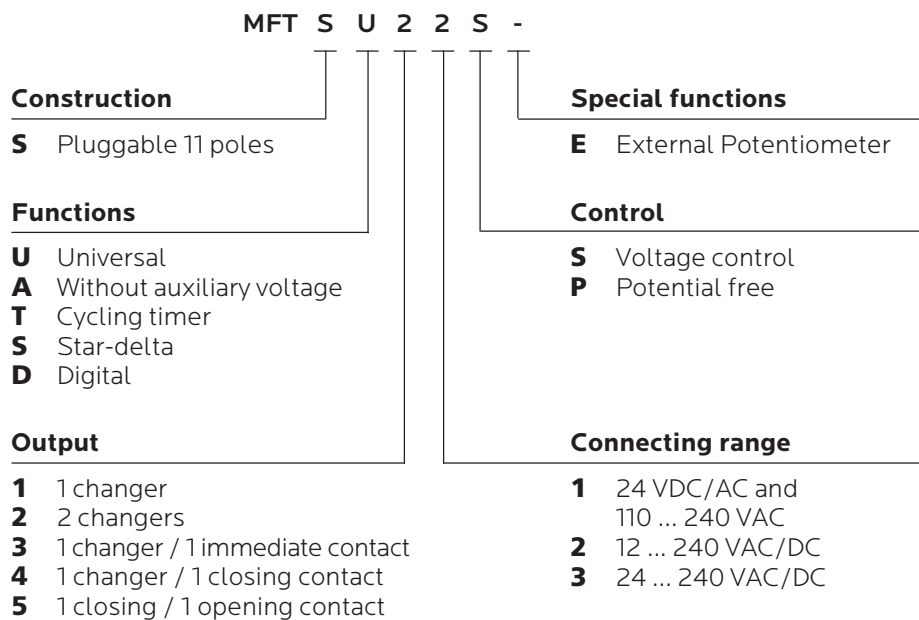 MFT S U 2 2 S -
Construction
S Pluggable 11 poles
Functions
U Universal
A Without auxiliary voltage
T Cycling timer
S Star-delta
D Digital
Output
1 1 changer
2 2 changers
3 1 changer / 1 immediate contact
4 1 changer / 1 closing contact
5 1 closing / 1 opening contact
Special functions
E External Potentiometer
Control
S Voltage control
P Potential free
Connecting range
1 24 VDC/AC and
110 ... 240 VAC
2 12 ... 240 VAC/DC
3 24 ... 240 VAC/DC